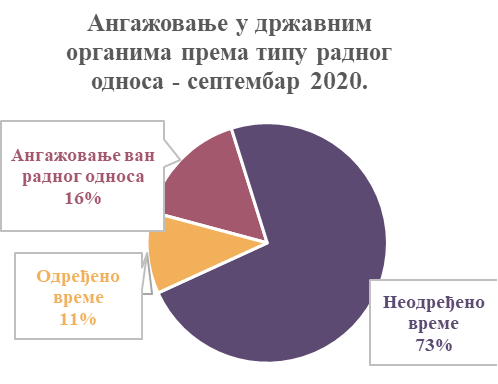 Ангажовање у државним
органима према типу радног
односа - септембар 2020.
Ангажовање ван
радног односа
16%
Одређено
време
11%
Неодређено
време
73%